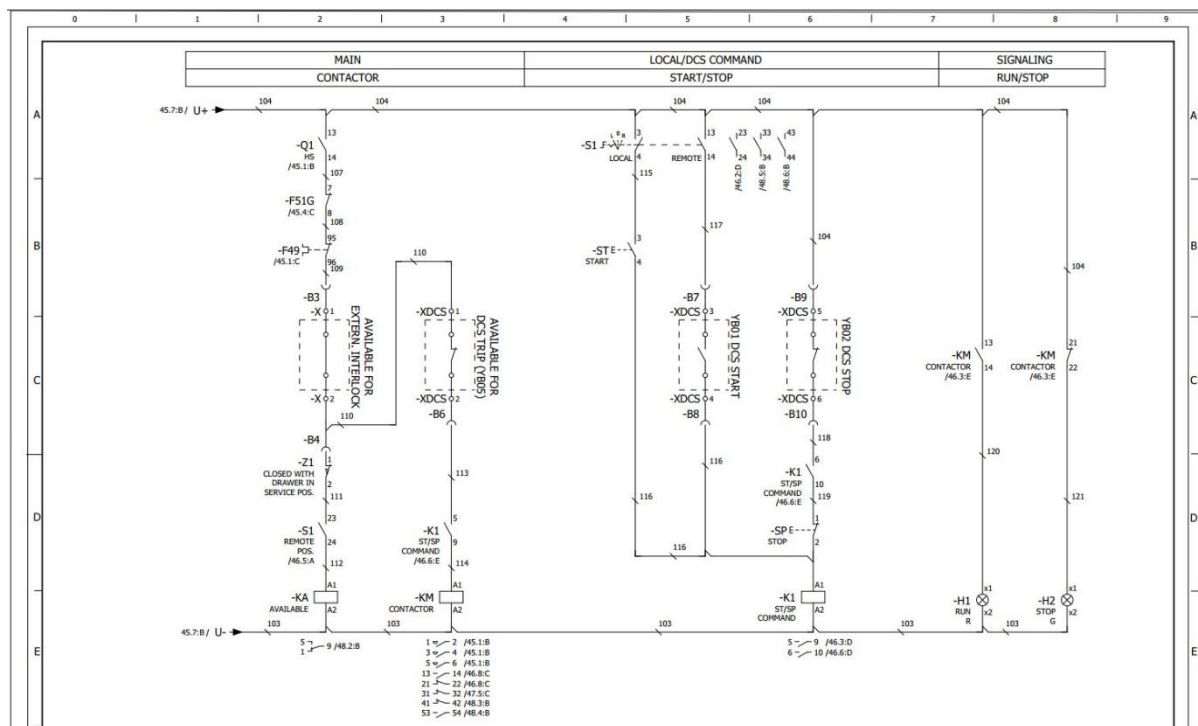 0 1 2 3 4 5 6 7 8 9
MAIN LOCAL/DCS COMMAND SIGNALING
CONTACTOR START/STOP RUN/STOP
A A
45.7:B/ U+ 104 104 104 104 104
13 3 13 23 33 43
-Q1 -S1 L 0 R
HS 14 4 14 24 34 44
/45.1:B LOCAL REMOTE /46.2:D /48.5:B /48.6:B
107 115
7
-F51G
/45.4:C 8
108 117
B B
95 3
-F49 110 -ST E 104 104
/45.1:C 96 START 4
109
-B3 -B7 -B9
-X 1 -XDCS 1 -XDCS 3 -XDCS 5
AVAILABLE FOR
EXTERN. INTERLOCK
AVAILABLE FOR
DCS TRIP (YB05)
YB01 DCS START
YB02 DCS STOP
C C
13 21
-KM -KM
CONTACTOR 14 CONTACTOR 22
/46.3:E /46.3:E
-X 2 -XDCS 2 -XDCS 4 -XDCS 6
110 -B6 -B8 -B10
-B4 118
1 6
-Z1 113 116 -K1 120
CLOSED WITH ST/SP 10
DRAWER IN 2 COMMAND 119
SERVICE POS. 111 /46.6:E
116 121
D D
23 5 1
-S1 -K1 -SP E
REMOTE 24 ST/SP 9 STOP 2
POS. COMMAND
/46.5:A 112 /46.6:E 114 116
A1 A1 A1 x1 x1
-KA -KM -K1 -H1 -H2
AVAILABLE A2 CONTACTOR A2 ST/SP A2 RUN x2 STOP x2
COMMAND R G
45.7:B/ U- 103 103 103 103 103
E E
5
1 9 /48.2:B
1 2 /45.1:B
3 4 /45.1:B
5 6 /45.1:B
13 14 /46.8:C
21 22 /46.8:C
31 32 /47.5:C
41 42 /48.3:B
53 54 /48.4:B
5 9 /46.3:D
6 10 /46.6:D